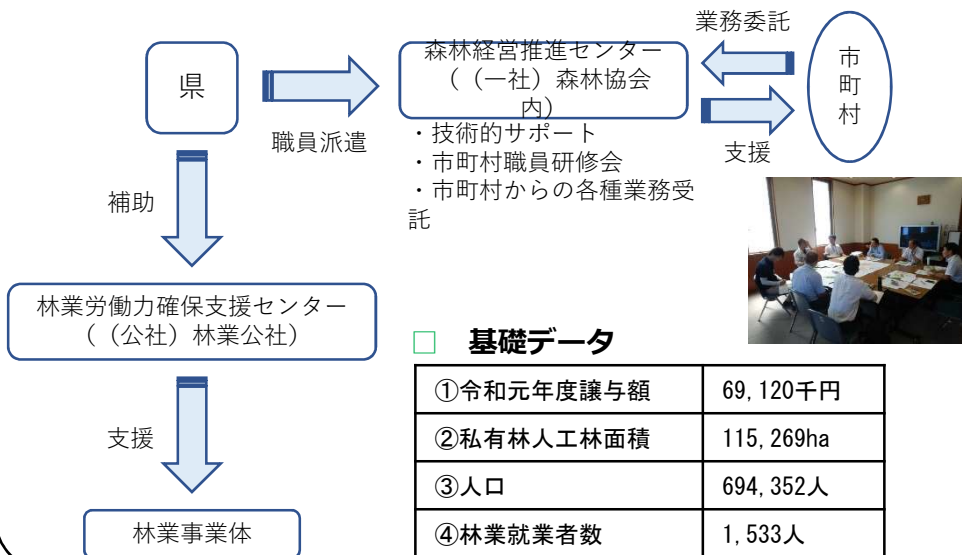 業務委託
県
森林経営推進センター
(（一社）森林協会
内）
市
町
村
職員派遣
・技術的サポート
・市町村職員研修会
・市町村からの各種業務受
託
支援
補助
林業労働力確保支援センター
(（公社）林業公社）
支援
林業事業体
□ 基礎データ
①令和元年度譲与額 69,120千円
②私有林人工林面積 115,269ha
③人口 694,352人
④林業就業者数 1,533人